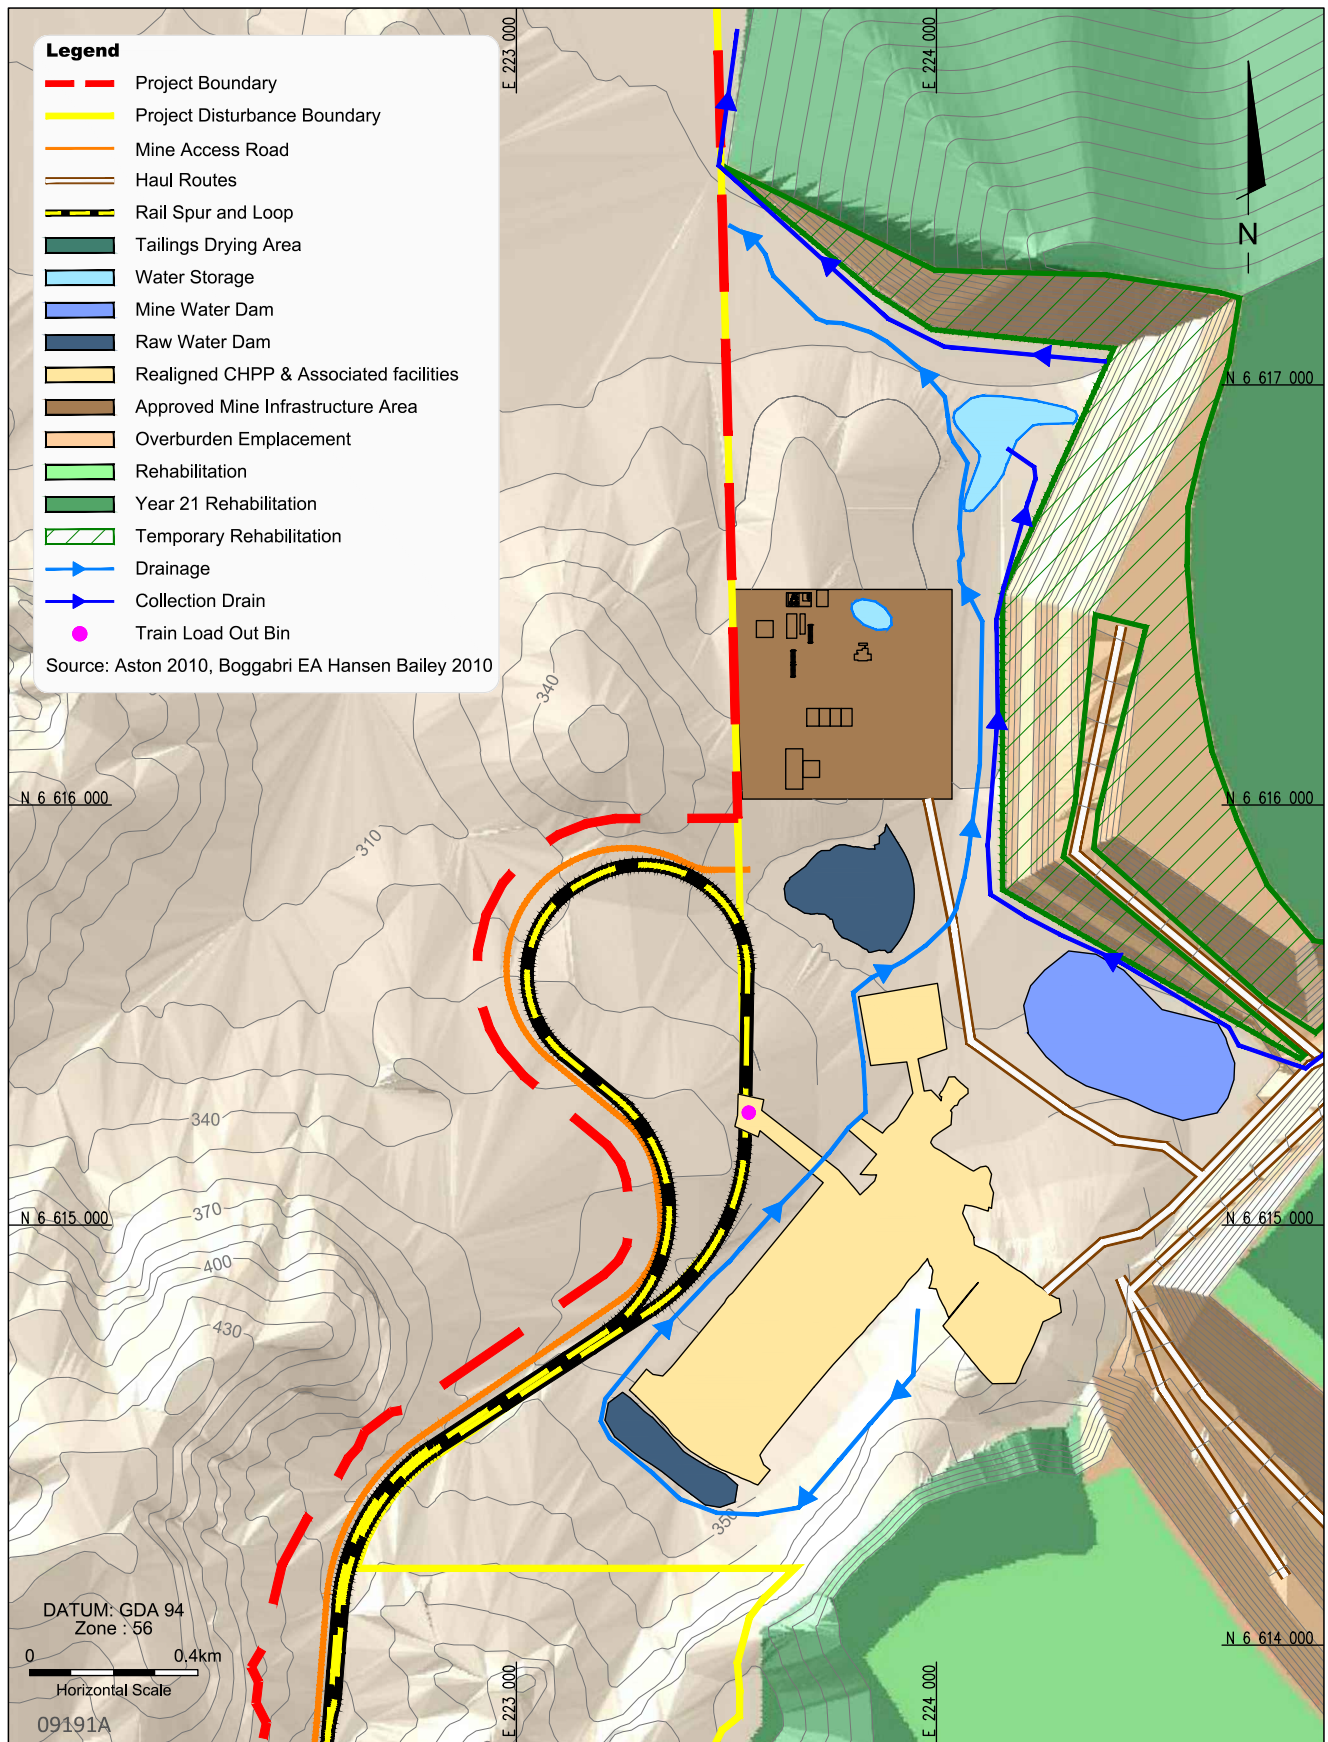 Legend
Project Boundary
Project Disturbance Boundary
Mine Access Road
Haul Routes
Rail Spur and Loop
Tailings Drying Area
Water Storage
Mine Water Dam
Raw Water Dam
Realigned CHPP & Associated facilities
Approved Mine Infrastructure Area
Overburden Emplacement
Rehabilitation
Year 21 Rehabilitation
Temporary Rehabilitation
Drainage
Collection Drain
Train Load Out Bin
Source: Aston 2010, Boggabri EA Hansen Bailey 2010
E 223 000
E 224 000
N
N 6 617 000
340
N 6 616 000
N 6 616 000
310
340
370
N 6 615 000
N 6 615 000
400
430
350
DATUM: GDA 94
Zone : 56
0 0.4km
Horizontal Scale
09191A
N 6 614 000
E 223 000
E 224 000